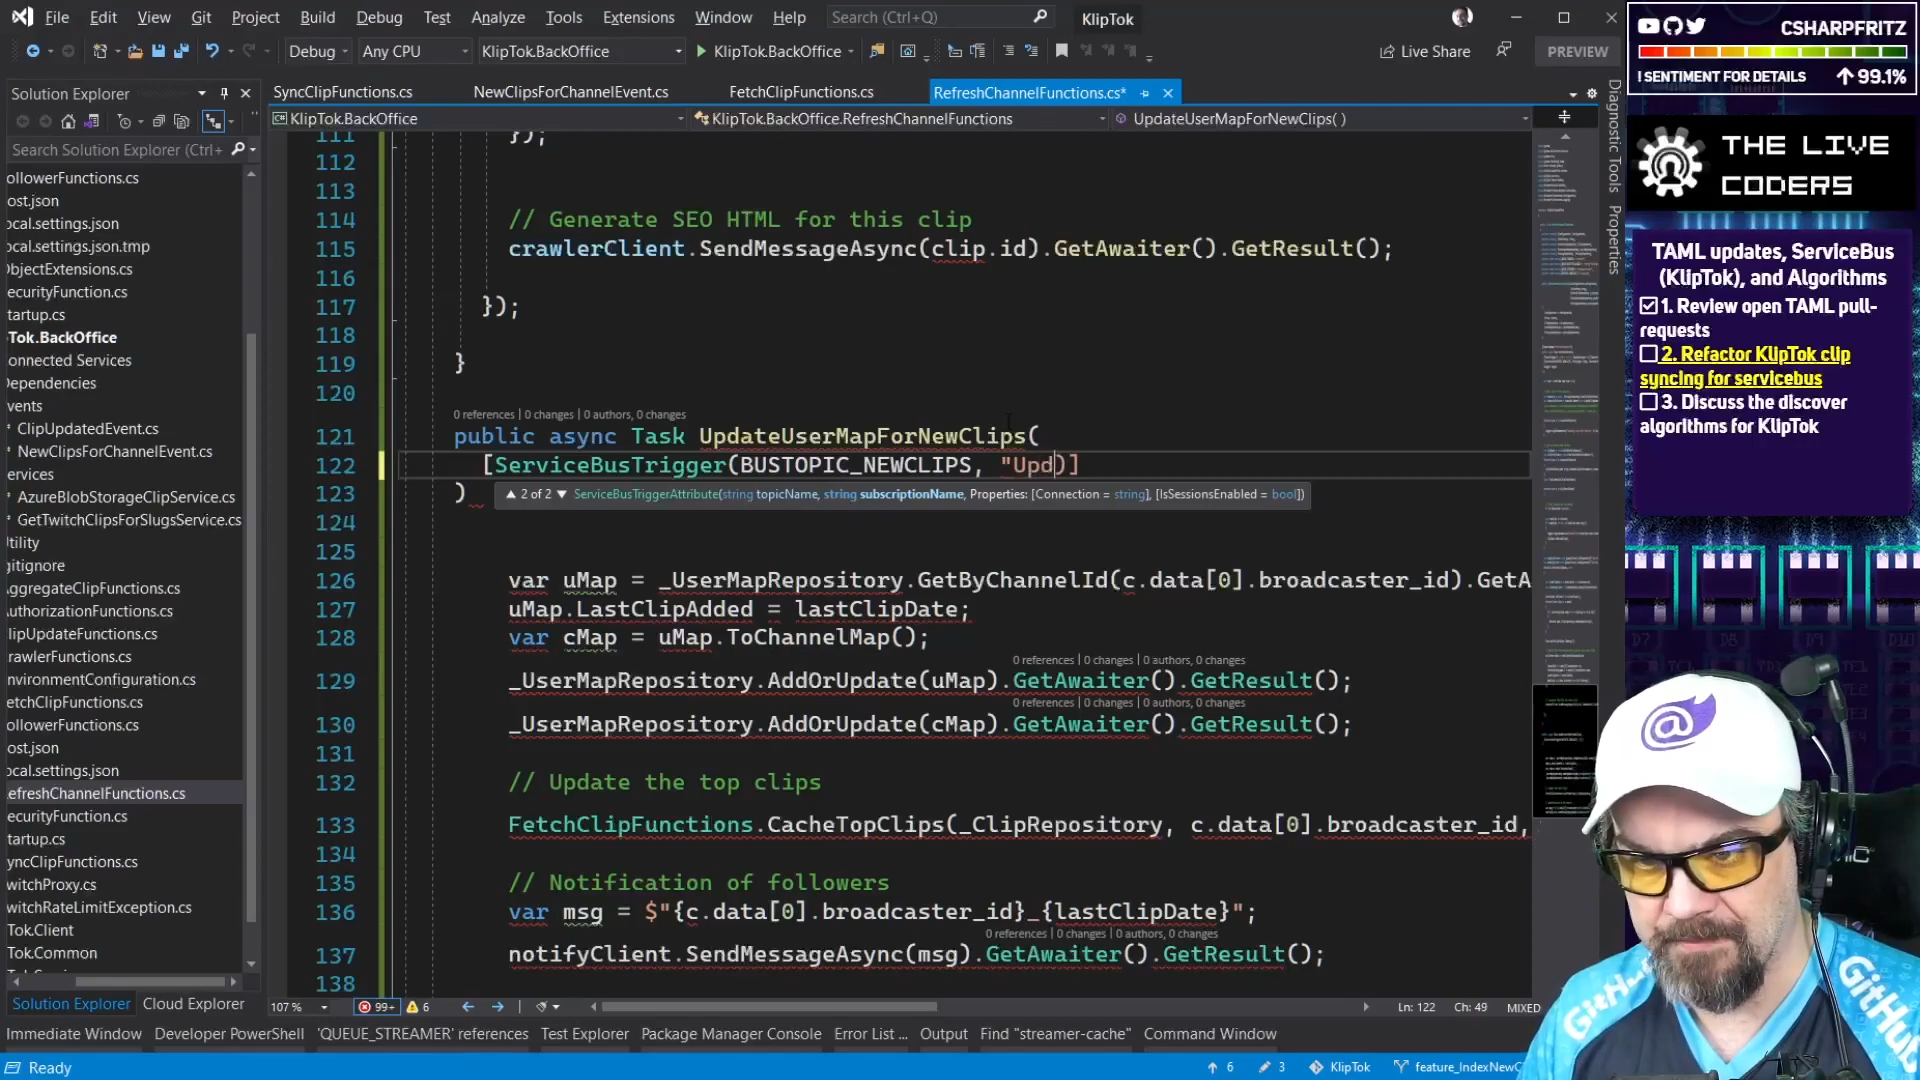 File Edit View Git Project Build Debug Test Analyze Tools Extensions Window Help Search (Ctrl+Q) KlipTok
Debug Any CPU KlipTok.BackOffice KlipTok.BackOffice Live Share PREVIEW
Solution Explorer
Search Solution Explorer (Ctrl+
ollowerFunctions.cs
ost.json
ocal.settings.json
ocal.settings.json.tmp
ObjectExtensions.cs
ecurityFunction.cs
tartup.cs
Tok.BackOffice
onnected Services
Dependencies
vents
ClipUpdatedEvent.cs
NewClipsForChannelEvent.cs
ervices
AzureBlobStorageClipService.cs
GetTwitchClipsForSlugsService.cs
tility
gitignore
AggregateClipFunctions.cs
uthorizationFunctions.cs
lipUpdateFunctions.cs
rawlerFunctions.cs
nvironmentConfiguration.cs
etchClipFunctions.cs
ollowerFunctions.cs
ost.json
ocal.settings.json
efreshChannelFunctions.cs
ecurityFunction.cs
tartup.cs
yncClipFunctions.cs
witchProxy.cs
witchRateLimitException.cs
Tok.Client
Tok.Common
Solution Explorer Cloud Explorer
SyncClipFunctions.cs NewClipsForChannelEvent.cs FetchClipFunctions.cs RefreshChannelFunctions.cs*
KlipTok.BackOffice KlipTok.BackOffice.RefreshChannelFunctions UpdateUserMapForNewClips( )
111 });
112
113
114 // Generate SEO HTML for this clip
115 crawlerClient.SendMessageAsync(clip.id).GetAwaiter().GetResult();
116
117 });
118
119 }
120
0 references | 0 changes | 0 authors, 0 changes
121 public async Task UpdateUserMapForNewClips(
122 [ServiceBusTrigger(BUSTOPIC_NEWCLIPS, "Upd)]
123 )
▲ 2 of 2 ▼ ServiceBusTriggerAttribute(string topicName, string subscriptionName, Properties: [Connection = string], [IsSessionsEnabled = bool])
124
125
126 var uMap = _UserMapRepository.GetByChannelId(c.data[0].broadcaster_id).GetA
127 uMap.LastClipAdded = lastClipDate;
128 var cMap = uMap.ToChannelMap();
0 references | 0 changes | 0 authors, 0 changes
129 _UserMapRepository.AddOrUpdate(uMap).GetAwaiter().GetResult();
0 references | 0 changes | 0 authors, 0 changes
130 _UserMapRepository.AddOrUpdate(cMap).GetAwaiter().GetResult();
131
132 // Update the top clips
133 FetchClipFunctions.CacheTopClips(_ClipRepository, c.data[0].broadcaster_id,
134
135 // Notification of followers
136 var msg = $"{c.data[0].broadcaster_id}_{lastClipDate}";
0 references | 0 changes | 0 authors, 0 changes
137 notifyClient.SendMessageAsync(msg).GetAwaiter().GetResult();
138
107 % 99+ 6 Ln: 122 Ch: 49 MIXED
Immediate Window Developer PowerShell 'QUEUE_STREAMER' references Test Explorer Package Manager Console Error List ... Output Find "streamer-cache" Command Window
Ready 6 3 KlipTok feature_IndexNewC
Diagnostic Tools
Properties
CSHARPFRITZ
! SENTIMENT FOR DETAILS 99.1%
THE LIVE
CODERS
TAML updates, ServiceBus
(KlipTok), and Algorithms
1. Review open TAML pull-
requests
2. Refactor KlipTok clip
syncing for servicebus
3. Discuss the discover
algorithms for KlipTok
@
GitHub
GitHub